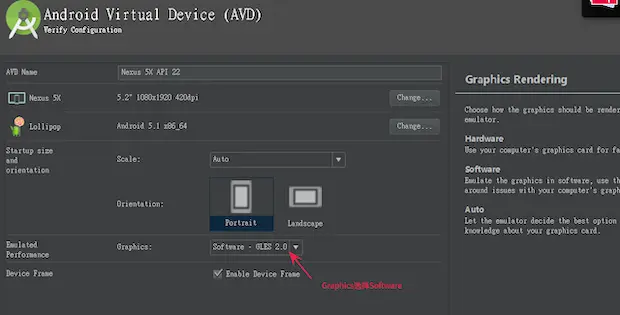 Android Virtual Device (AVD)
Verify Configuration
AVD Name
Nexus 5X API 22
Nexus 5X
5.2" 1080x1920 420dpi
Change...
Lollipop
Android 5.1 x86_64
Change...
Startup size
and
orientation
Scale:
Auto
Orientation:
Portrait
Landscape
Emulated
Performance
Graphics:
Software - GLES 2.0
Device Frame
Enable Device Frame
Graphics选择Software
Graphics Rendering
Choose how the graphics should be render
emulator.
Hardware
Use your computer's graphics card for fa
Software
Emulate the graphics in software, use th
around issues with your computer's graph
Auto
Let the emulator decide the best option
knowledge about your graphics card.